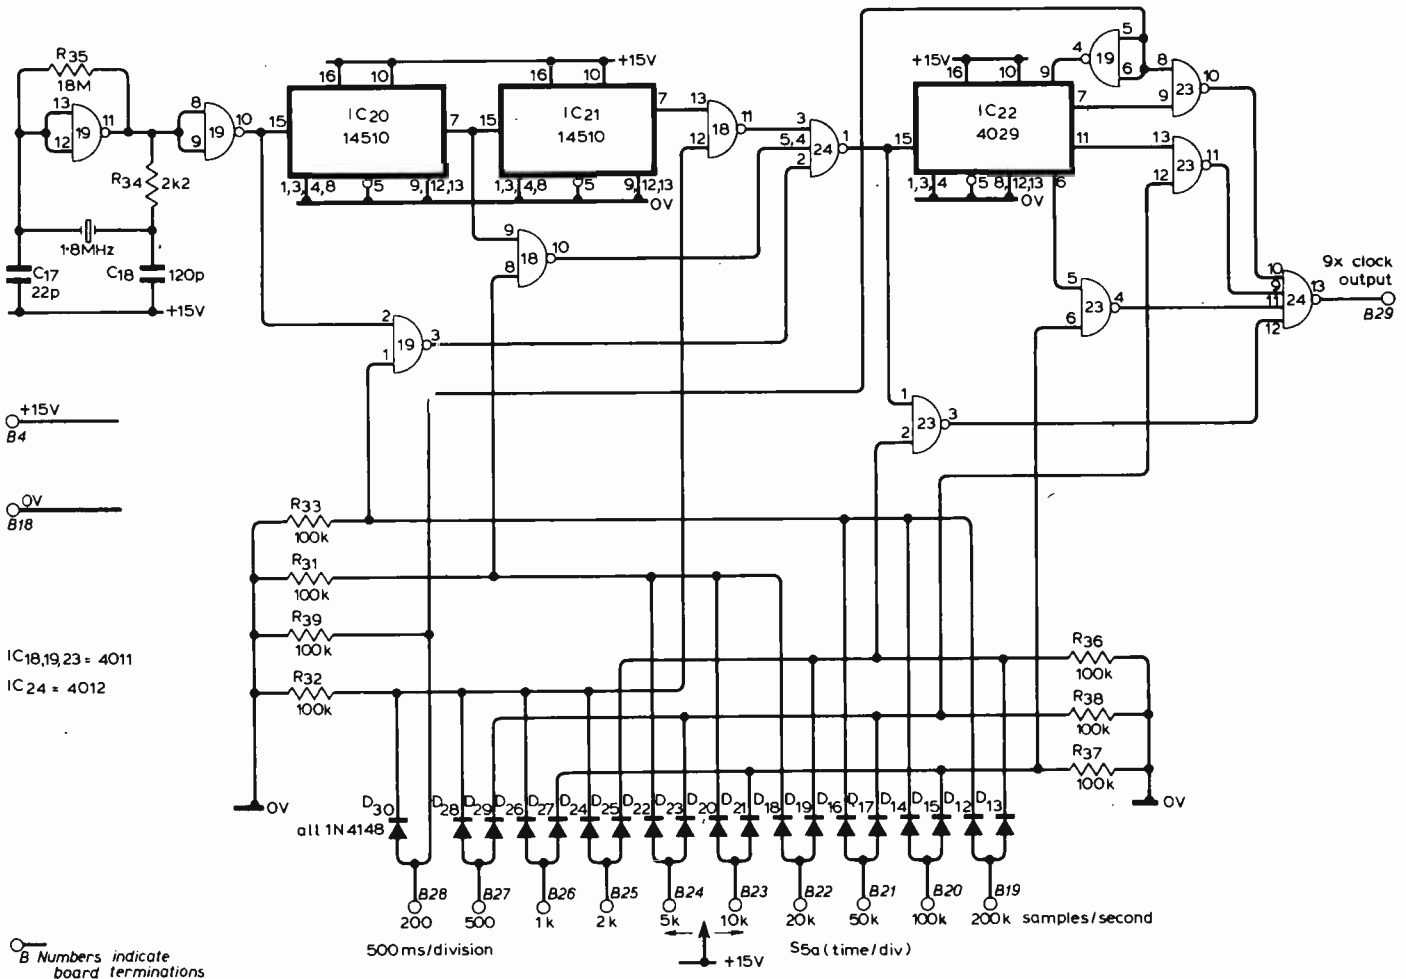 R35
18M
13
12
19
11
8
9
19
10
R34
2k2
1·8MHz
C17
22p
C18
120p
+15V
15
16
10
IC20
14510
7
1,3,4,8
5
9,12,13
15
16
10
+15V
IC21
14510
7
1,3,4,8
5
9,12,13
0V
13
12
18
11
9
8
18
10
2
1
19
3
3
5,4
2
24
1
15
+15V
16
10
9
IC22
4029
7
11
1,3,4
5
8,12,13
6
0V
4
19
5
6
8
9
23
10
13
12
23
11
5
6
23
4
1
2
23
3
10
9
11
12
24
13
9x clock
output
B29
+15V
B4
0V
B18
IC18,19,23 = 4011
IC24 = 4012
R33
100k
R31
100k
R39
100k
R32
100k
R36
100k
R38
100k
R37
100k
0V
0V
D30
D28
D29
D26
D27
D24
D25
D22
D23
D20
D21
D18
D19
D16
D17
D14
D15
D12
D13
all 1N4148
B28
B27
B26
B25
B24
B23
B22
B21
B20
B19
200
500
1k
2k
5k
10k
20k
50k
100k
200k samples/second
500 ms/division
S5a (time/div)
+15V
B Numbers indicate
board terminations